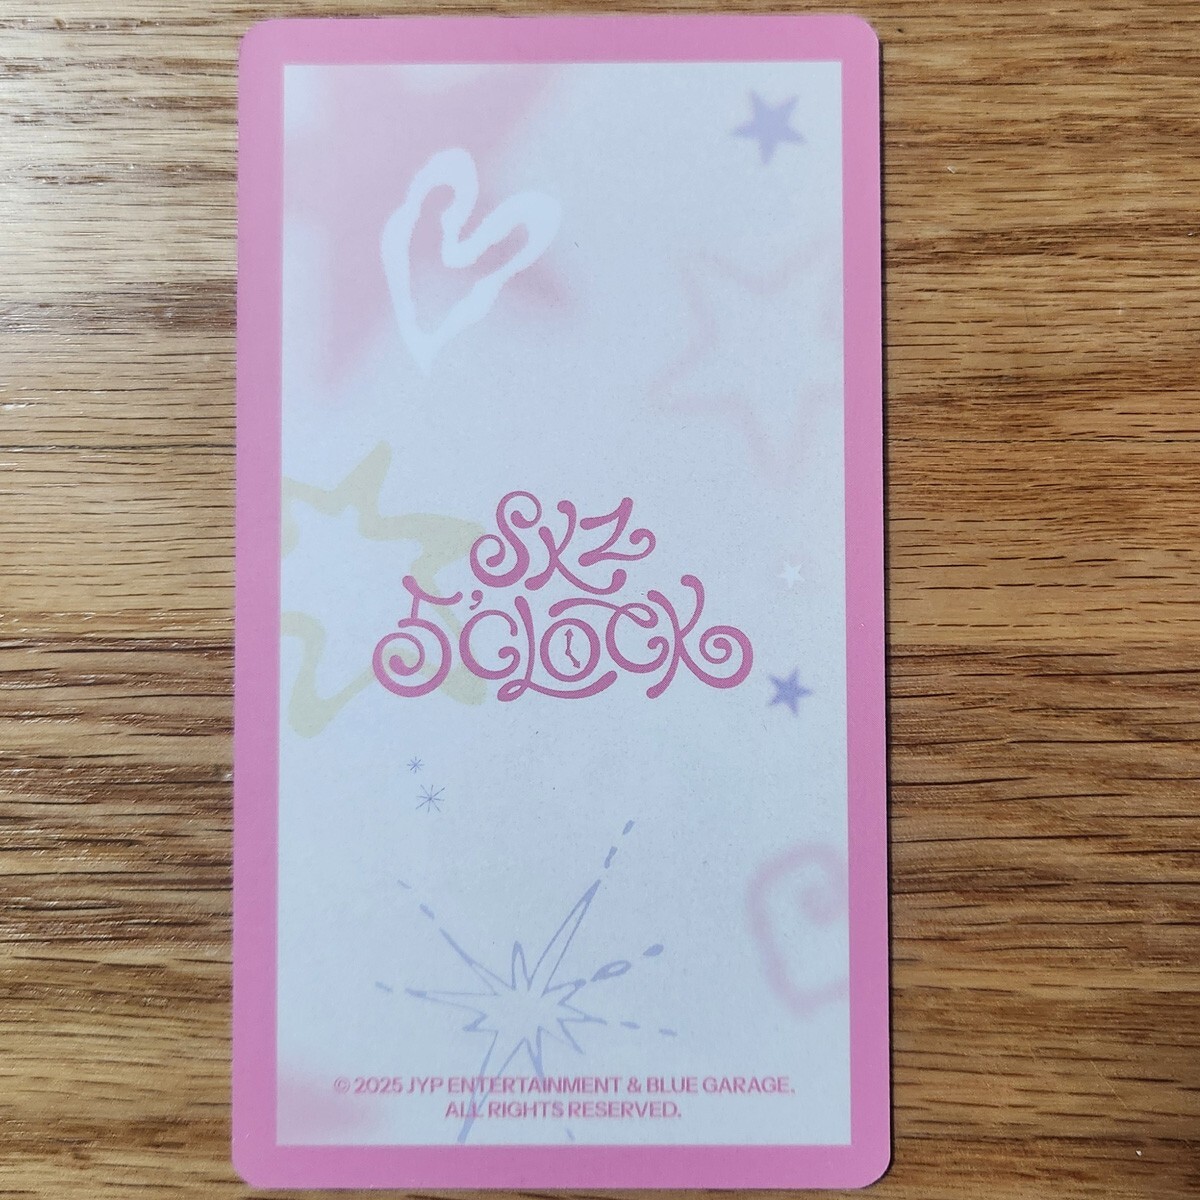 SKZ
5'CLOCK
© 2025 JYP ENTERTAINMENT & BLUE GARAGE.
ALL RIGHTS RESERVED.